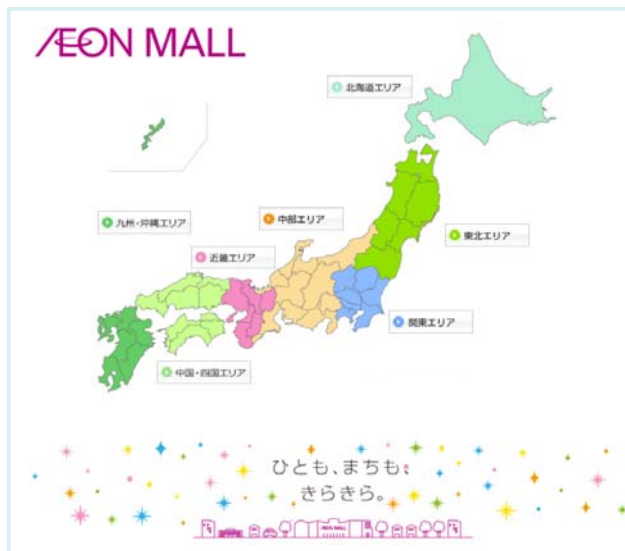 ÆON MALL
北海道エリア
中部エリア
九州・沖縄エリア
東北エリア
近畿エリア
関東エリア
中国・四国エリア
ひとも、まちも、
きらきら。
ÆON MALL